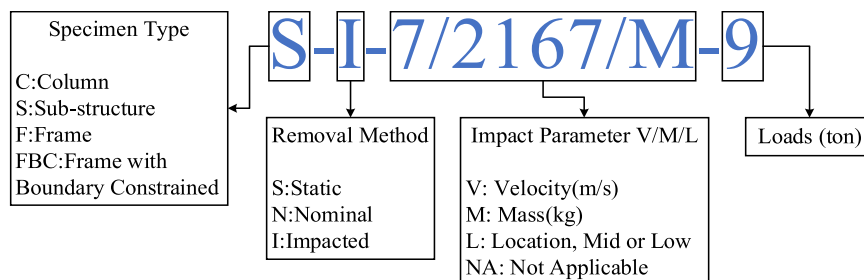 S-I-7/2167/M-9
Specimen Type
C:Column
S:Sub-structure
F:Frame
FBC:Frame with
Boundary Constrained
Removal Method
S:Static
N:Nominal
I:Impacted
Impact Parameter V/M/L
V: Velocity(m/s)
M: Mass(kg)
L: Location, Mid or Low
NA: Not Applicable
Loads (ton)